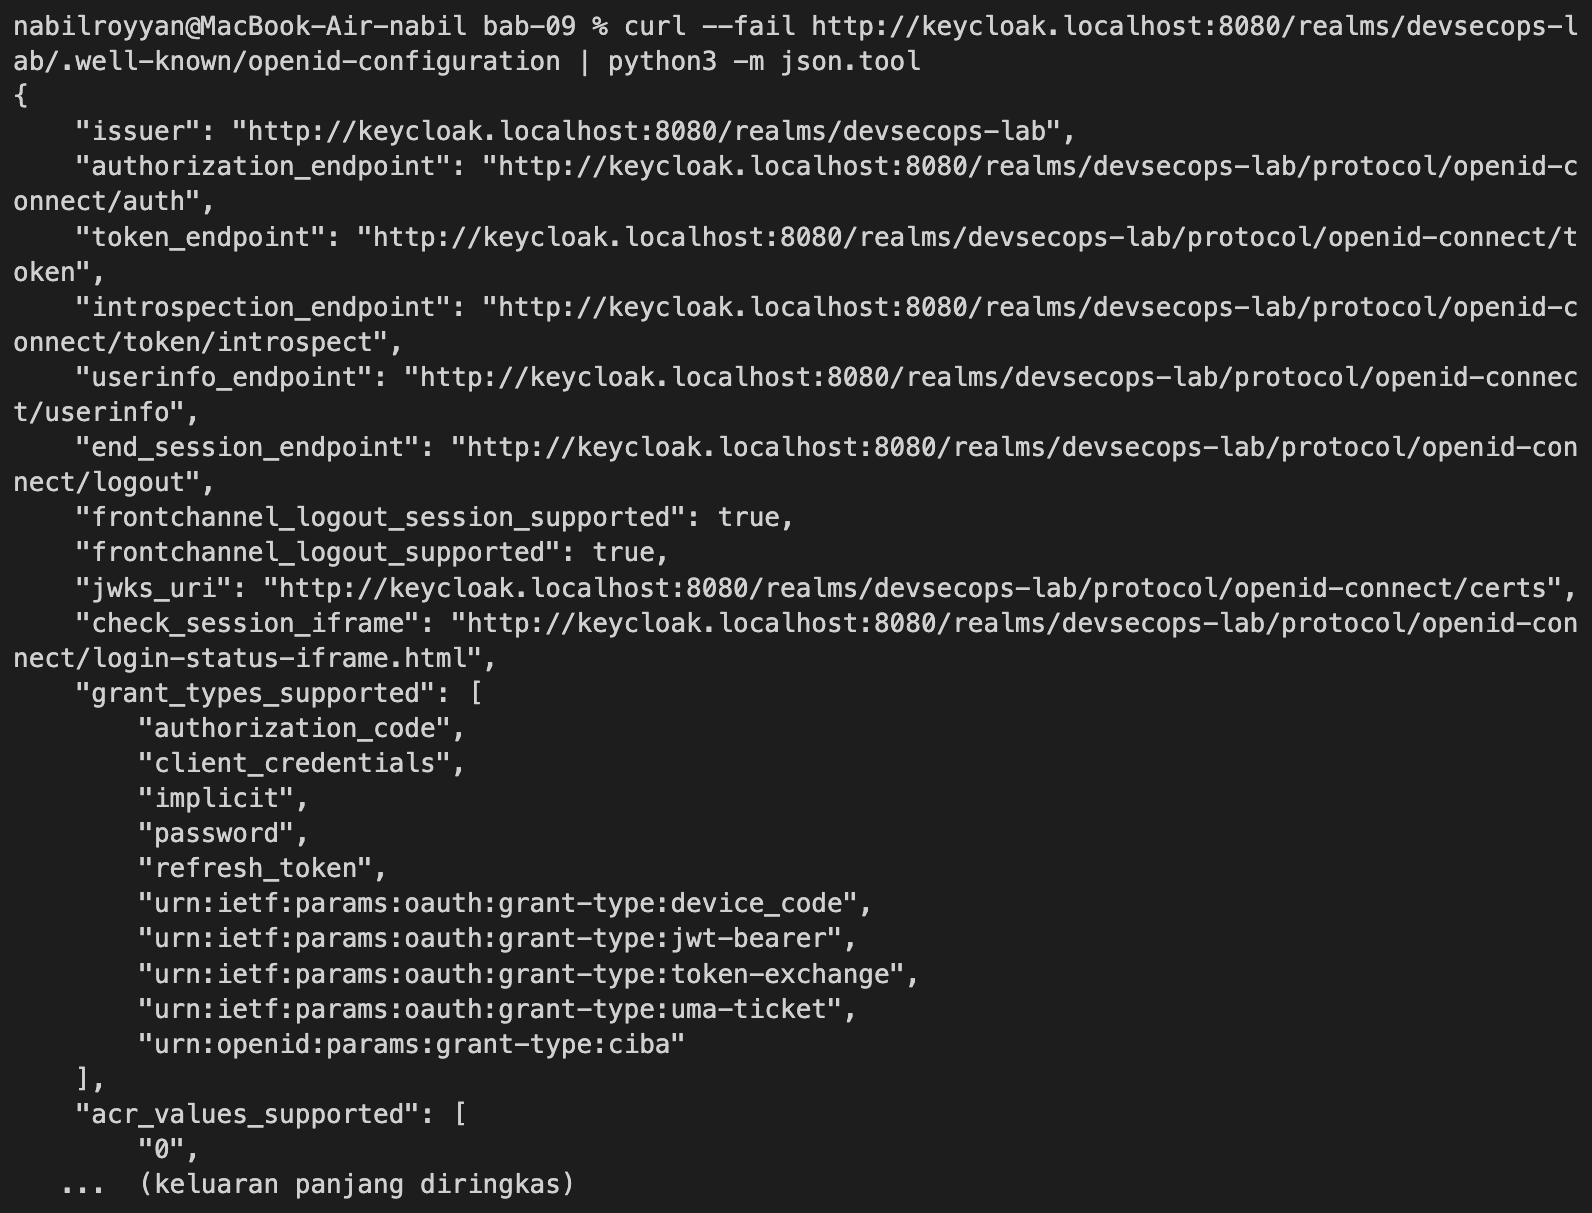 nabilroyyan@MacBook-Air-nabil bab-09 % curl --fail http://keycloak.localhost:8080/realms/devsecops-l
ab/.well-known/openid-configuration | python3 -m json.tool
{
    "issuer": "http://keycloak.localhost:8080/realms/devsecops-lab",
    "authorization_endpoint": "http://keycloak.localhost:8080/realms/devsecops-lab/protocol/openid-c
onnect/auth",
    "token_endpoint": "http://keycloak.localhost:8080/realms/devsecops-lab/protocol/openid-connect/t
oken",
    "introspection_endpoint": "http://keycloak.localhost:8080/realms/devsecops-lab/protocol/openid-c
onnect/token/introspect",
    "userinfo_endpoint": "http://keycloak.localhost:8080/realms/devsecops-lab/protocol/openid-connec
t/userinfo",
    "end_session_endpoint": "http://keycloak.localhost:8080/realms/devsecops-lab/protocol/openid-con
nect/logout",
    "frontchannel_logout_session_supported": true,
    "frontchannel_logout_supported": true,
    "jwks_uri": "http://keycloak.localhost:8080/realms/devsecops-lab/protocol/openid-connect/certs",
    "check_session_iframe": "http://keycloak.localhost:8080/realms/devsecops-lab/protocol/openid-con
nect/login-status-iframe.html",
    "grant_types_supported": [
        "authorization_code",
        "client_credentials",
        "implicit",
        "password",
        "refresh_token",
        "urn:ietf:params:oauth:grant-type:device_code",
        "urn:ietf:params:oauth:grant-type:jwt-bearer",
        "urn:ietf:params:oauth:grant-type:token-exchange",
        "urn:ietf:params:oauth:grant-type:uma-ticket",
        "urn:openid:params:grant-type:ciba"
    ],
    "acr_values_supported": [
        "0",
   ...  (keluaran panjang diringkas)